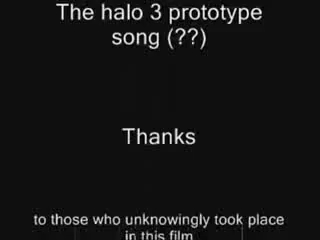 The halo 3 prototype
song (??)
Thanks
to those who unknowingly took place
in this film